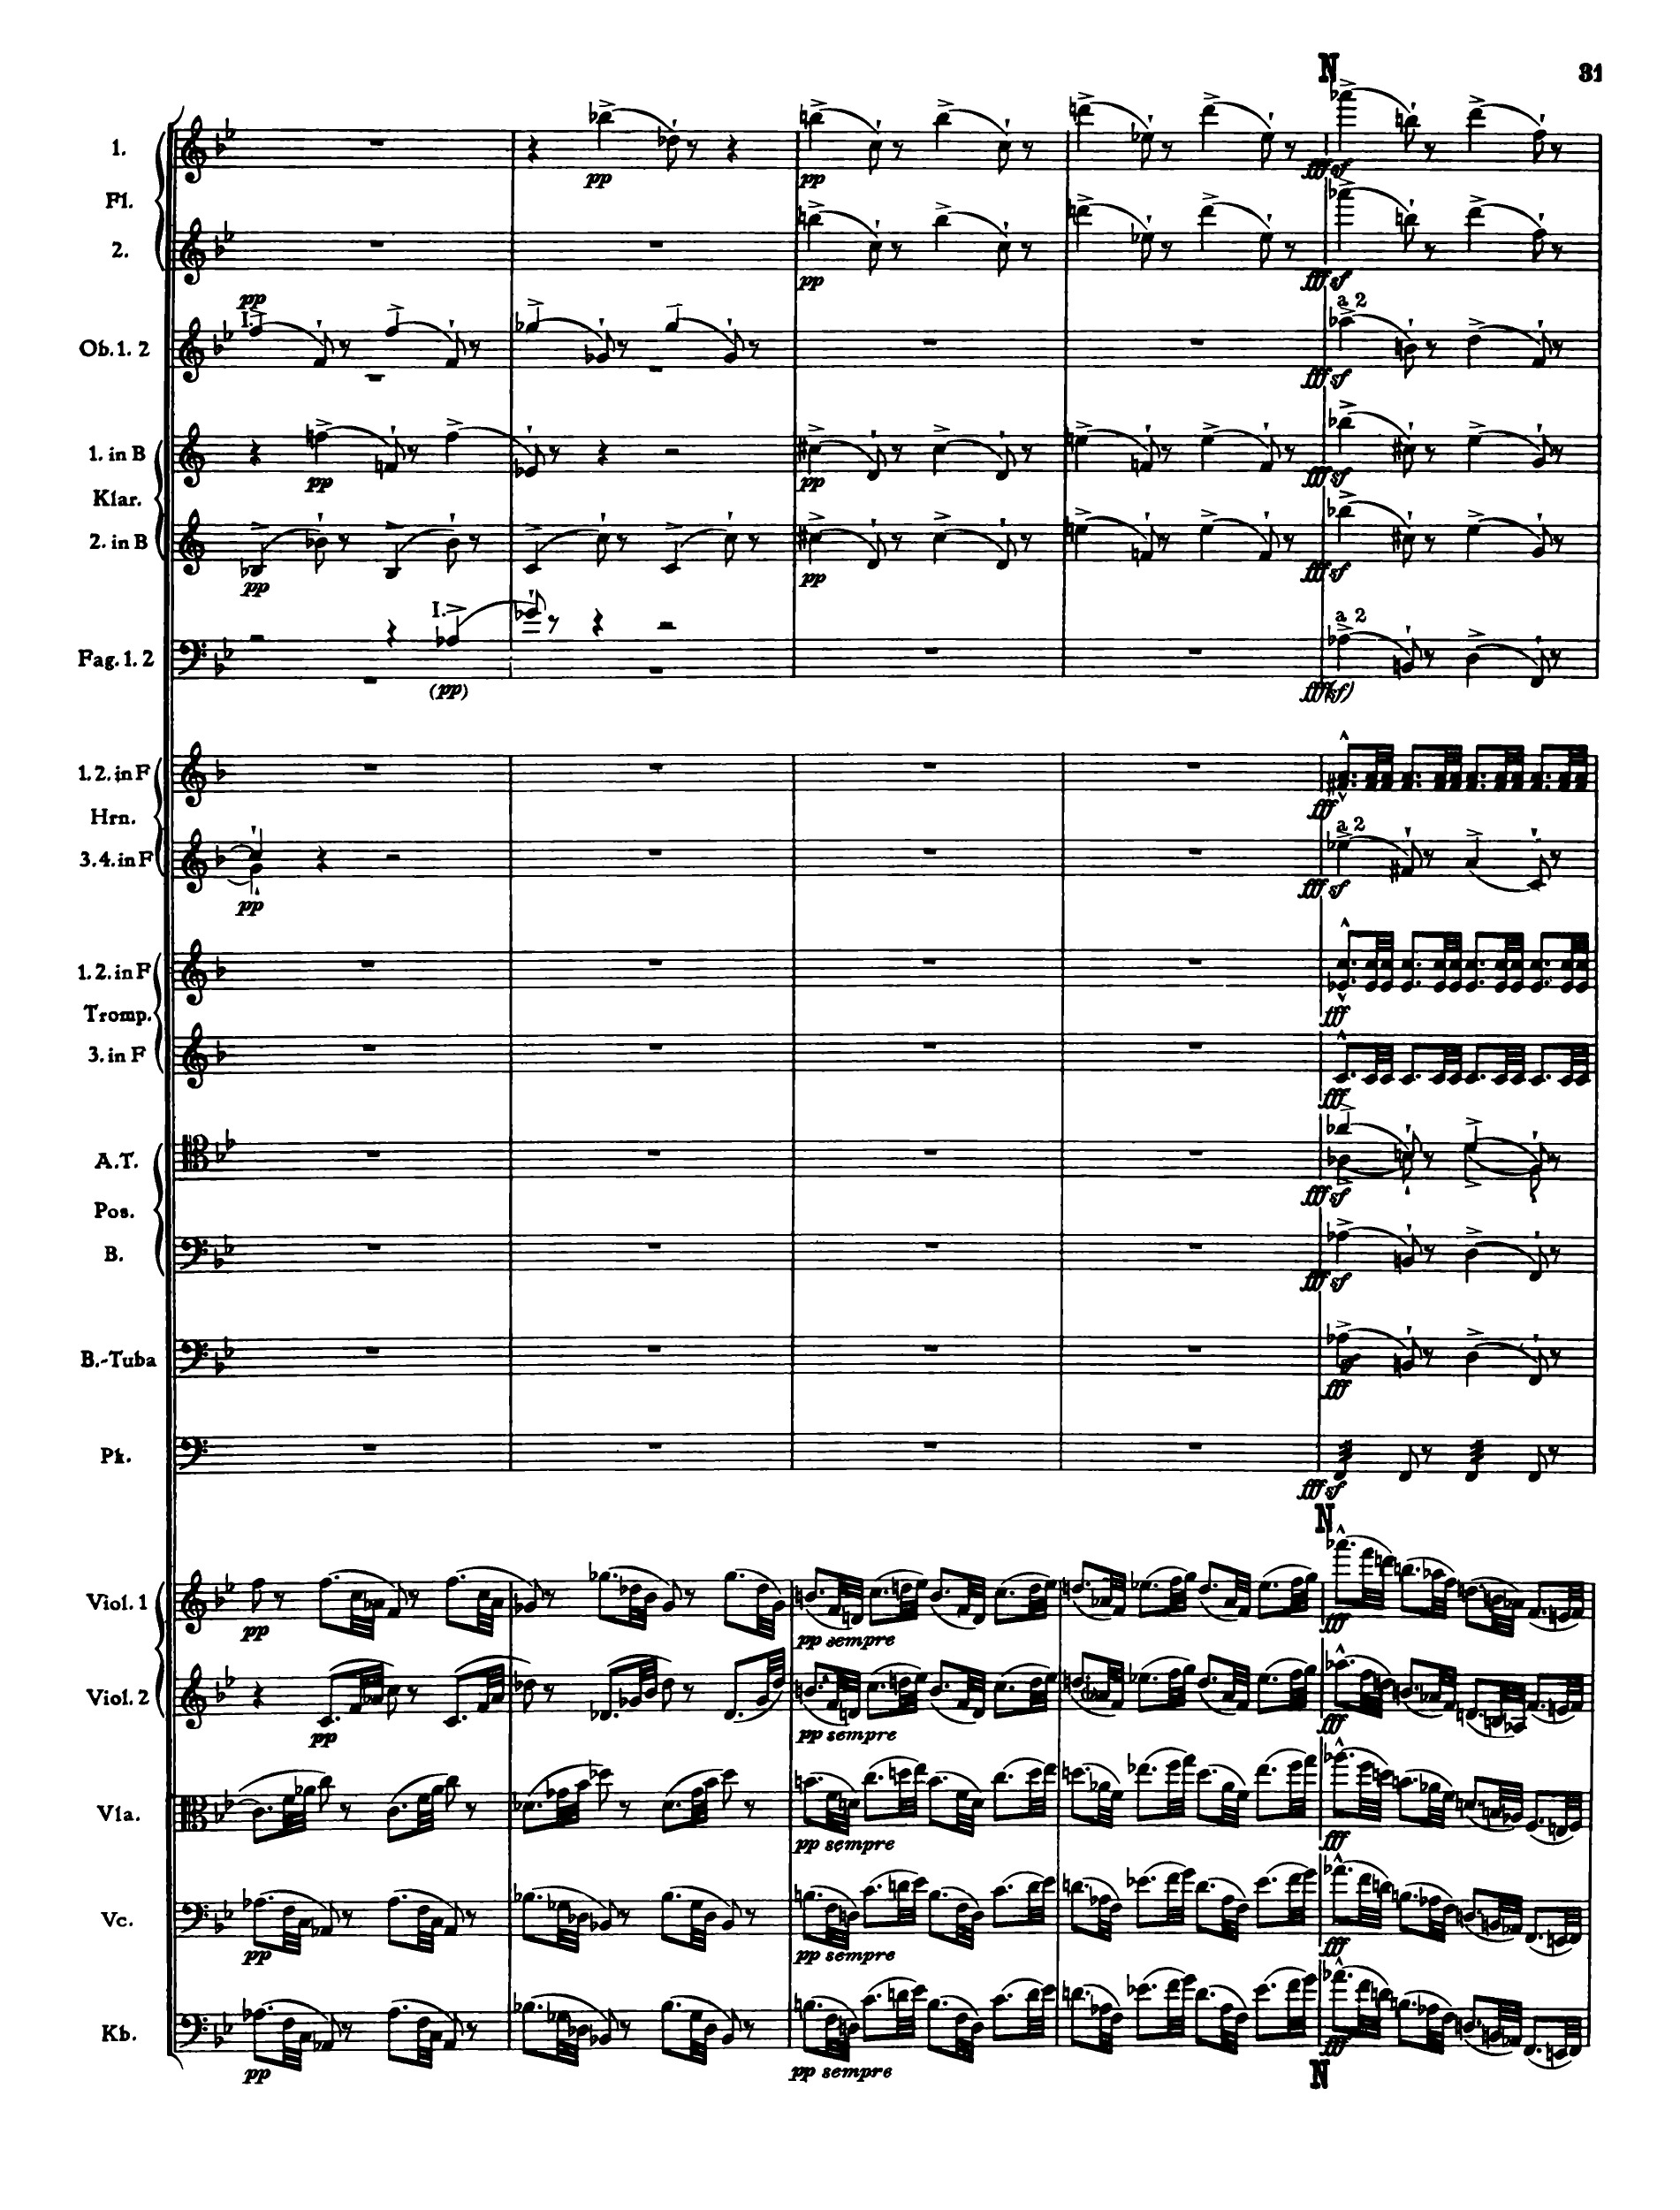 N
31
1.
Fl.
pp
pp
2.
pp
fff sf
fff sf
pp
I.
a 2
Ob. 1. 2
fff sf
1. in B
pp
pp
fff sf
Klar.
2. in B
pp
pp
fff sf
I.
a 2
Fag. 1. 2
(pp)
fff (sf)
1. 2. in F
fff
Hrn.
a 2
3. 4. in F
pp
fff sf
1. 2. in F
fff
Tromp.
3. in F
fff
A. T.
fff sf
Pos.
B.
fff sf
B.-Tuba
sf
fff
Pk.
fff sf
N
Viol. 1
pp
pp sempre
fff
Viol. 2
pp
pp sempre
fff
Vla.
pp sempre
fff
Vc.
pp
pp sempre
fff
Kb.
pp
pp sempre
fff
N